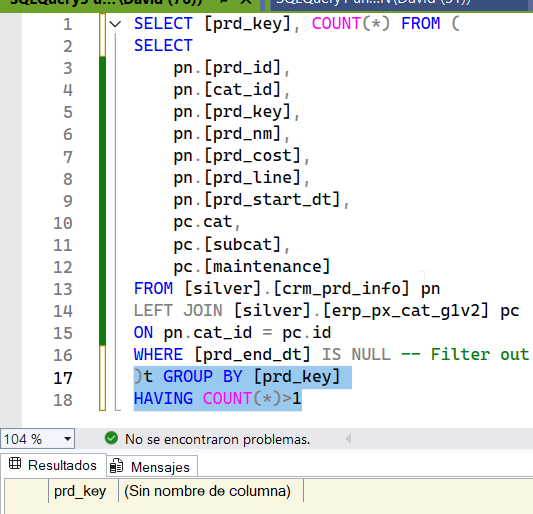 1 SELECT [prd_key], COUNT(*) FROM (
2 SELECT
3 pn.[prd_id],
4 pn.[cat_id],
5 pn.[prd_key],
6 pn.[prd_nm],
7 pn.[prd_cost],
8 pn.[prd_line],
9 pn.[prd_start_dt],
10 pc.cat,
11 pc.[subcat],
12 pc.[maintenance]
13 FROM [silver].[crm_prd_info] pn
14 LEFT JOIN [silver].[erp_px_cat_g1v2] pc
15 ON pn.cat_id = pc.id
16 WHERE [prd_end_dt] IS NULL -- Filter out
17 )t GROUP BY [prd_key]
18 HAVING COUNT(*)>1
104 % No se encontraron problemas.
Resultados Mensajes
prd_key (Sin nombre de columna)